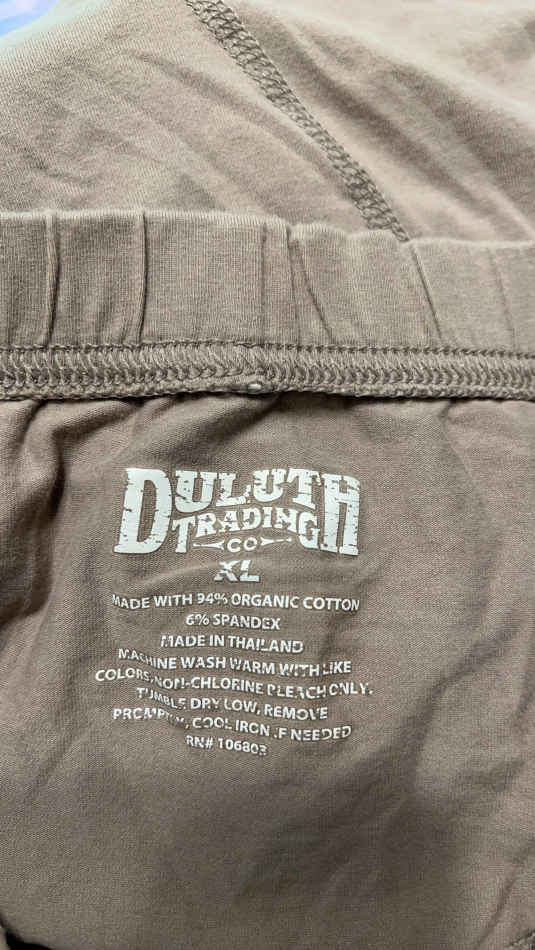 DULUTH
TRADING
CO
XL
MADE WITH 94% ORGANIC COTTON
6% SPANDEX
MADE IN THAILAND
MACHINE WASH WARM WITH LIKE
COLORS, NON-CHLORINE BLEACH ONLY.
TUMBLE DRY LOW, REMOVE
PROMPTLY, COOL IRON IF NEEDED
RN# 106803